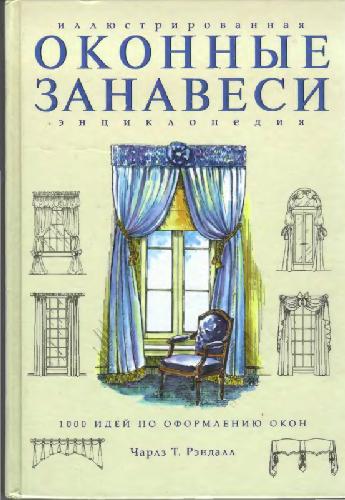 иллюстрированная
ОКОННЫЕ
ЗАНАВЕСИ
энциклопедия
1000 ИДЕЙ ПО ОФОРМЛЕНИЮ ОКОН
Чарлз Т. Рэндалл